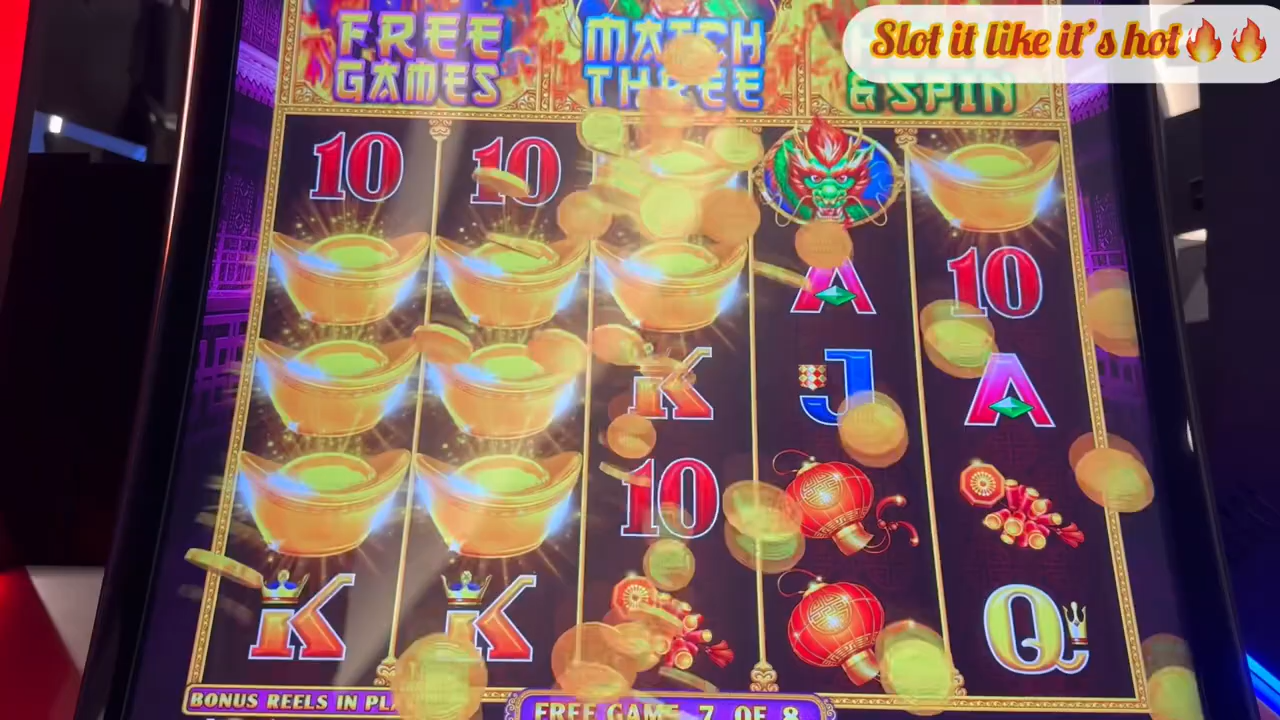 Slot it like it's hot🔥🔥
FREE
GAMES
MATCH
THREE
& SPIN
10 10
A 10
K J A
10
K K Q
BONUS REELS IN PLA
FREE GAME 7 OF 8